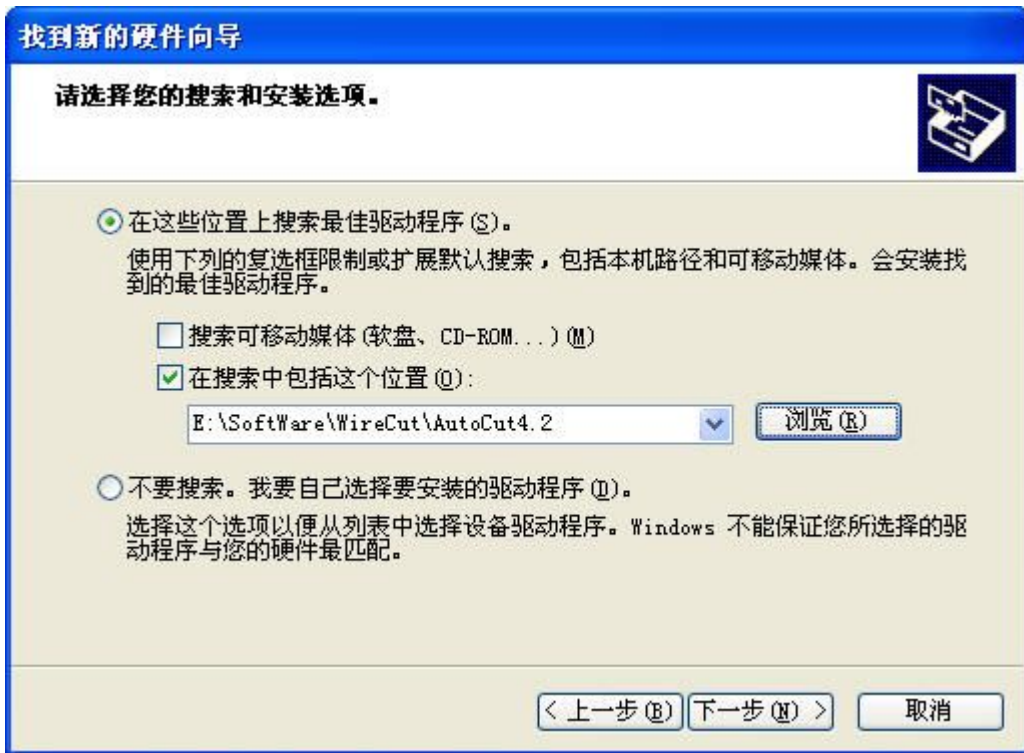 找到新的硬件向导
请选择您的搜索和安装选项。
在这些位置上搜索最佳驱动程序(S)。
使用下列的复选框限制或扩展默认搜索，包括本机路径和可移动媒体。会安装找
到的最佳驱动程序。
搜索可移动媒体(软盘、CD-ROM...)(M)
在搜索中包括这个位置(O):
E:\SoftWare\WireCut\AutoCut4.2
浏览(R)
不要搜索。我要自己选择要安装的驱动程序(D)。
选择这个选项以便从列表中选择设备驱动程序。Windows 不能保证您所选择的驱
动程序与您的硬件最匹配。
< 上一步(B) 下一步(N) > 取消